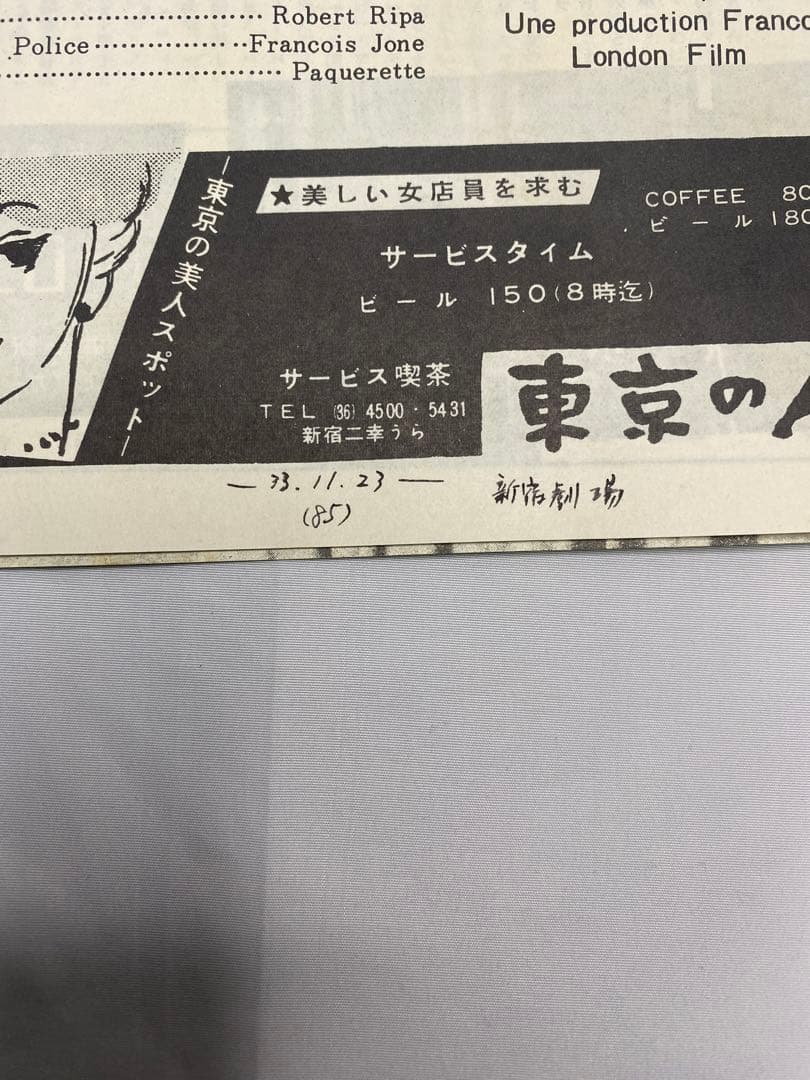 Robert Ripa
Police Francois Jone
Paquerette
Une production Franco
London Film
—東京の美人スポット—
★美しい女店員を求む
COFFEE 80
ビール 180
サービスタイム
ビール 150(8時迄)
サービス喫茶
TEL (36) 4500・5431
新宿二幸うら
東京の
— 33.11.23 —
(85)
新宿劇場